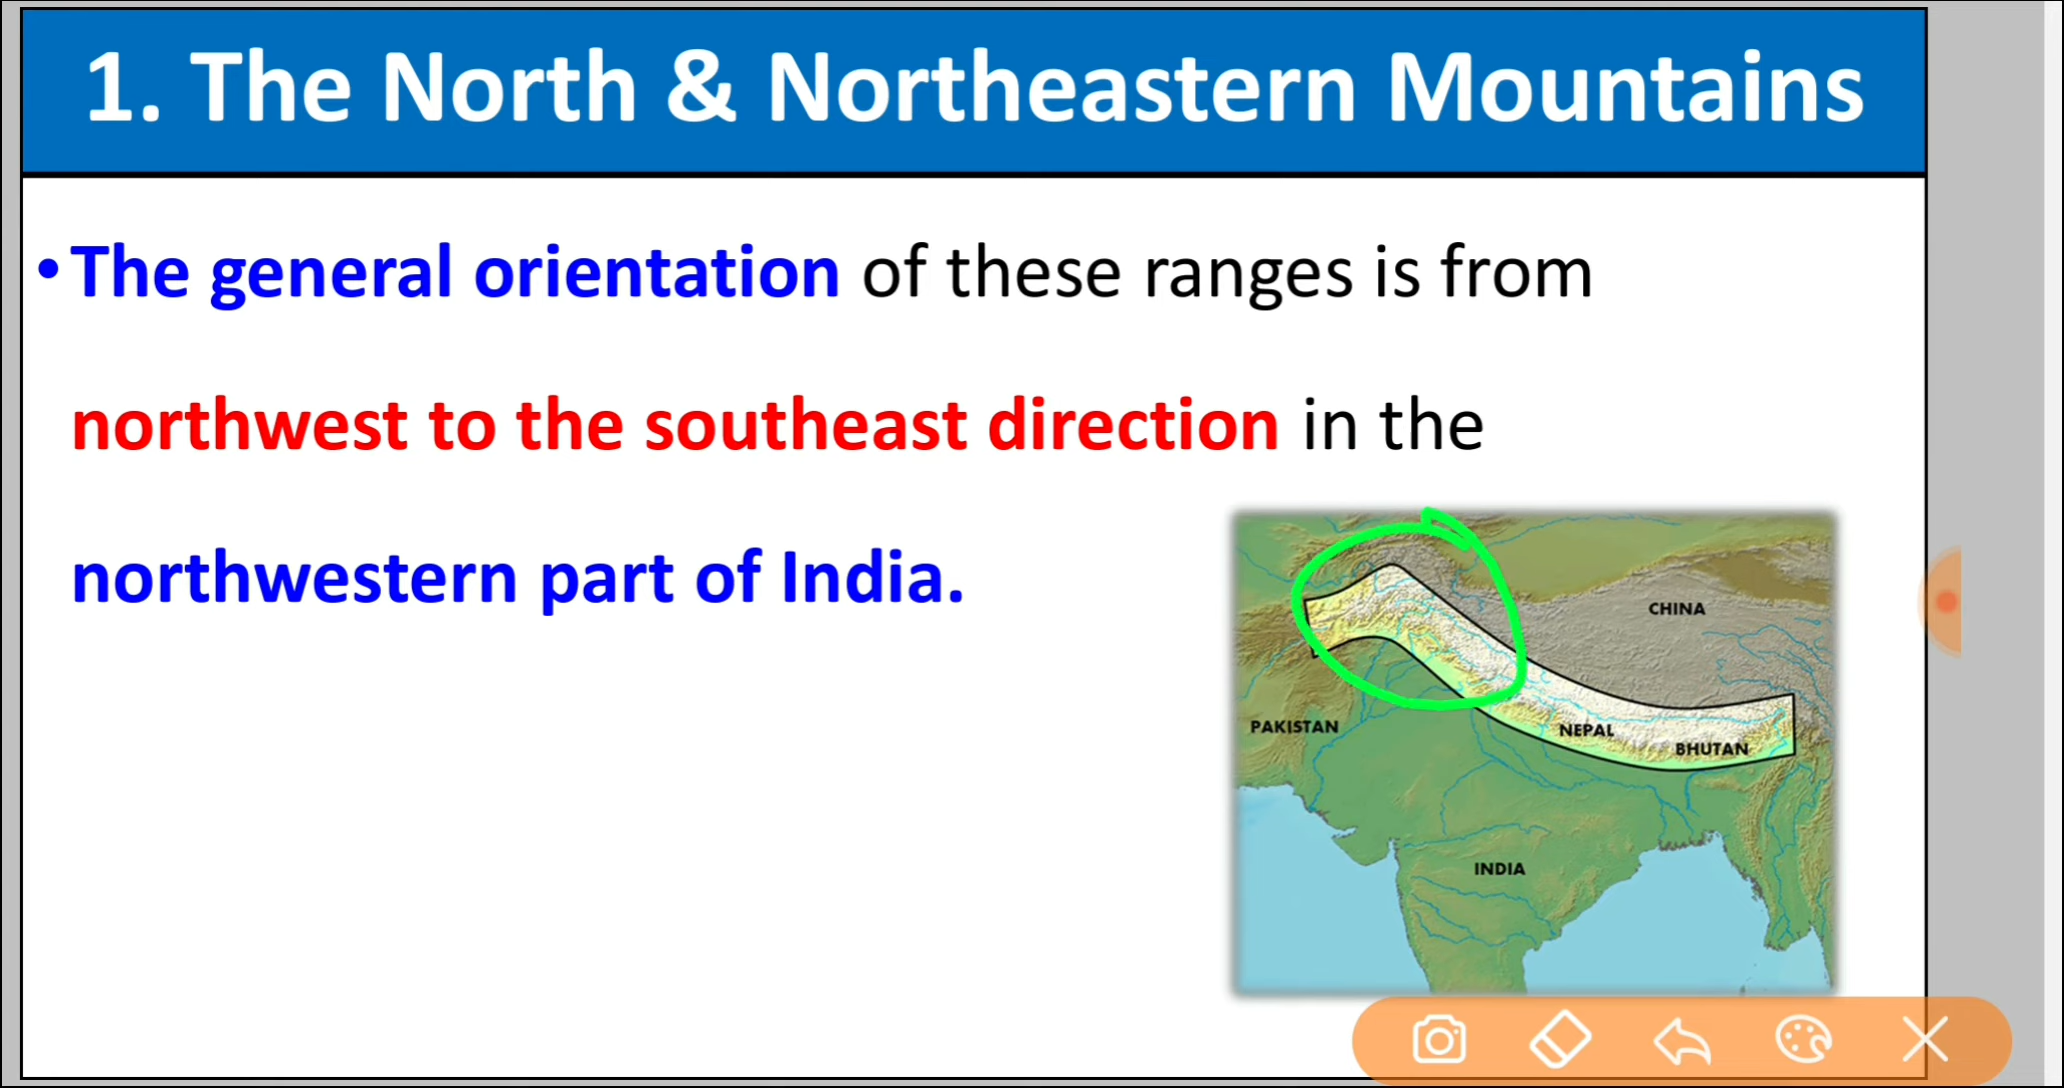 1. The North & Northeastern Mountains
• The general orientation of these ranges is from
northwest to the southeast direction in the
northwestern part of India.
CHINA
PAKISTAN
NEPAL
BHUTAN
INDIA